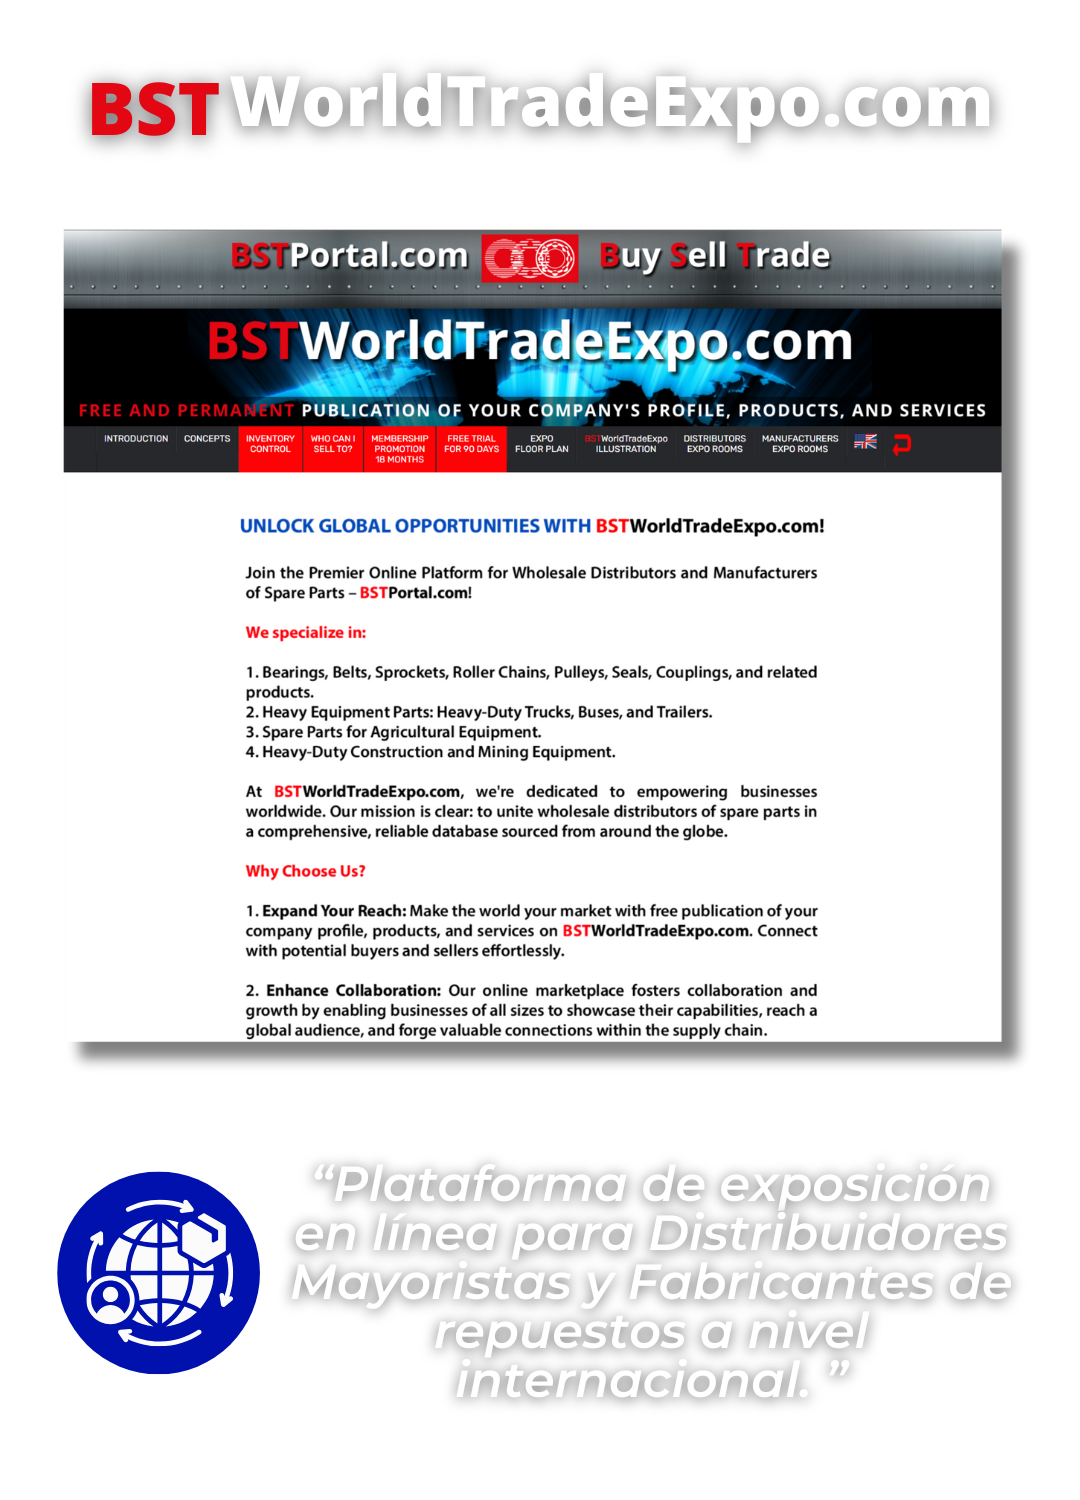 BSTWorldTradeExpo.com
BSTPortal.com Buy Sell Trade
BSTWorldTradeExpo.com
FREE AND PERMANENT PUBLICATION OF YOUR COMPANY'S PROFILE, PRODUCTS, AND SERVICES
INTRODUCTION CONCEPTS INVENTORY CONTROL WHO CAN I SELL TO? MEMBERSHIP PROMOTION 18 MONTHS FREE TRIAL FOR 90 DAYS EXPO FLOOR PLAN BSTWorldTradeExpo ILLUSTRATION DISTRIBUTORS EXPO ROOMS MANUFACTURERS EXPO ROOMS
UNLOCK GLOBAL OPPORTUNITIES WITH BSTWorldTradeExpo.com!
Join the Premier Online Platform for Wholesale Distributors and Manufacturers
of Spare Parts – BSTPortal.com!
We specialize in:
1. Bearings, Belts, Sprockets, Roller Chains, Pulleys, Seals, Couplings, and related
products.
2. Heavy Equipment Parts: Heavy-Duty Trucks, Buses, and Trailers.
3. Spare Parts for Agricultural Equipment.
4. Heavy-Duty Construction and Mining Equipment.
At BSTWorldTradeExpo.com, we're dedicated to empowering businesses
worldwide. Our mission is clear: to unite wholesale distributors of spare parts in
a comprehensive, reliable database sourced from around the globe.
Why Choose Us?
1. Expand Your Reach: Make the world your market with free publication of your
company profile, products, and services on BSTWorldTradeExpo.com. Connect
with potential buyers and sellers effortlessly.
2. Enhance Collaboration: Our online marketplace fosters collaboration and
growth by enabling businesses of all sizes to showcase their capabilities, reach a
global audience, and forge valuable connections within the supply chain.
“Plataforma de exposición
en línea para Distribuidores
Mayoristas y Fabricantes de
repuestos a nivel
internacional. ”